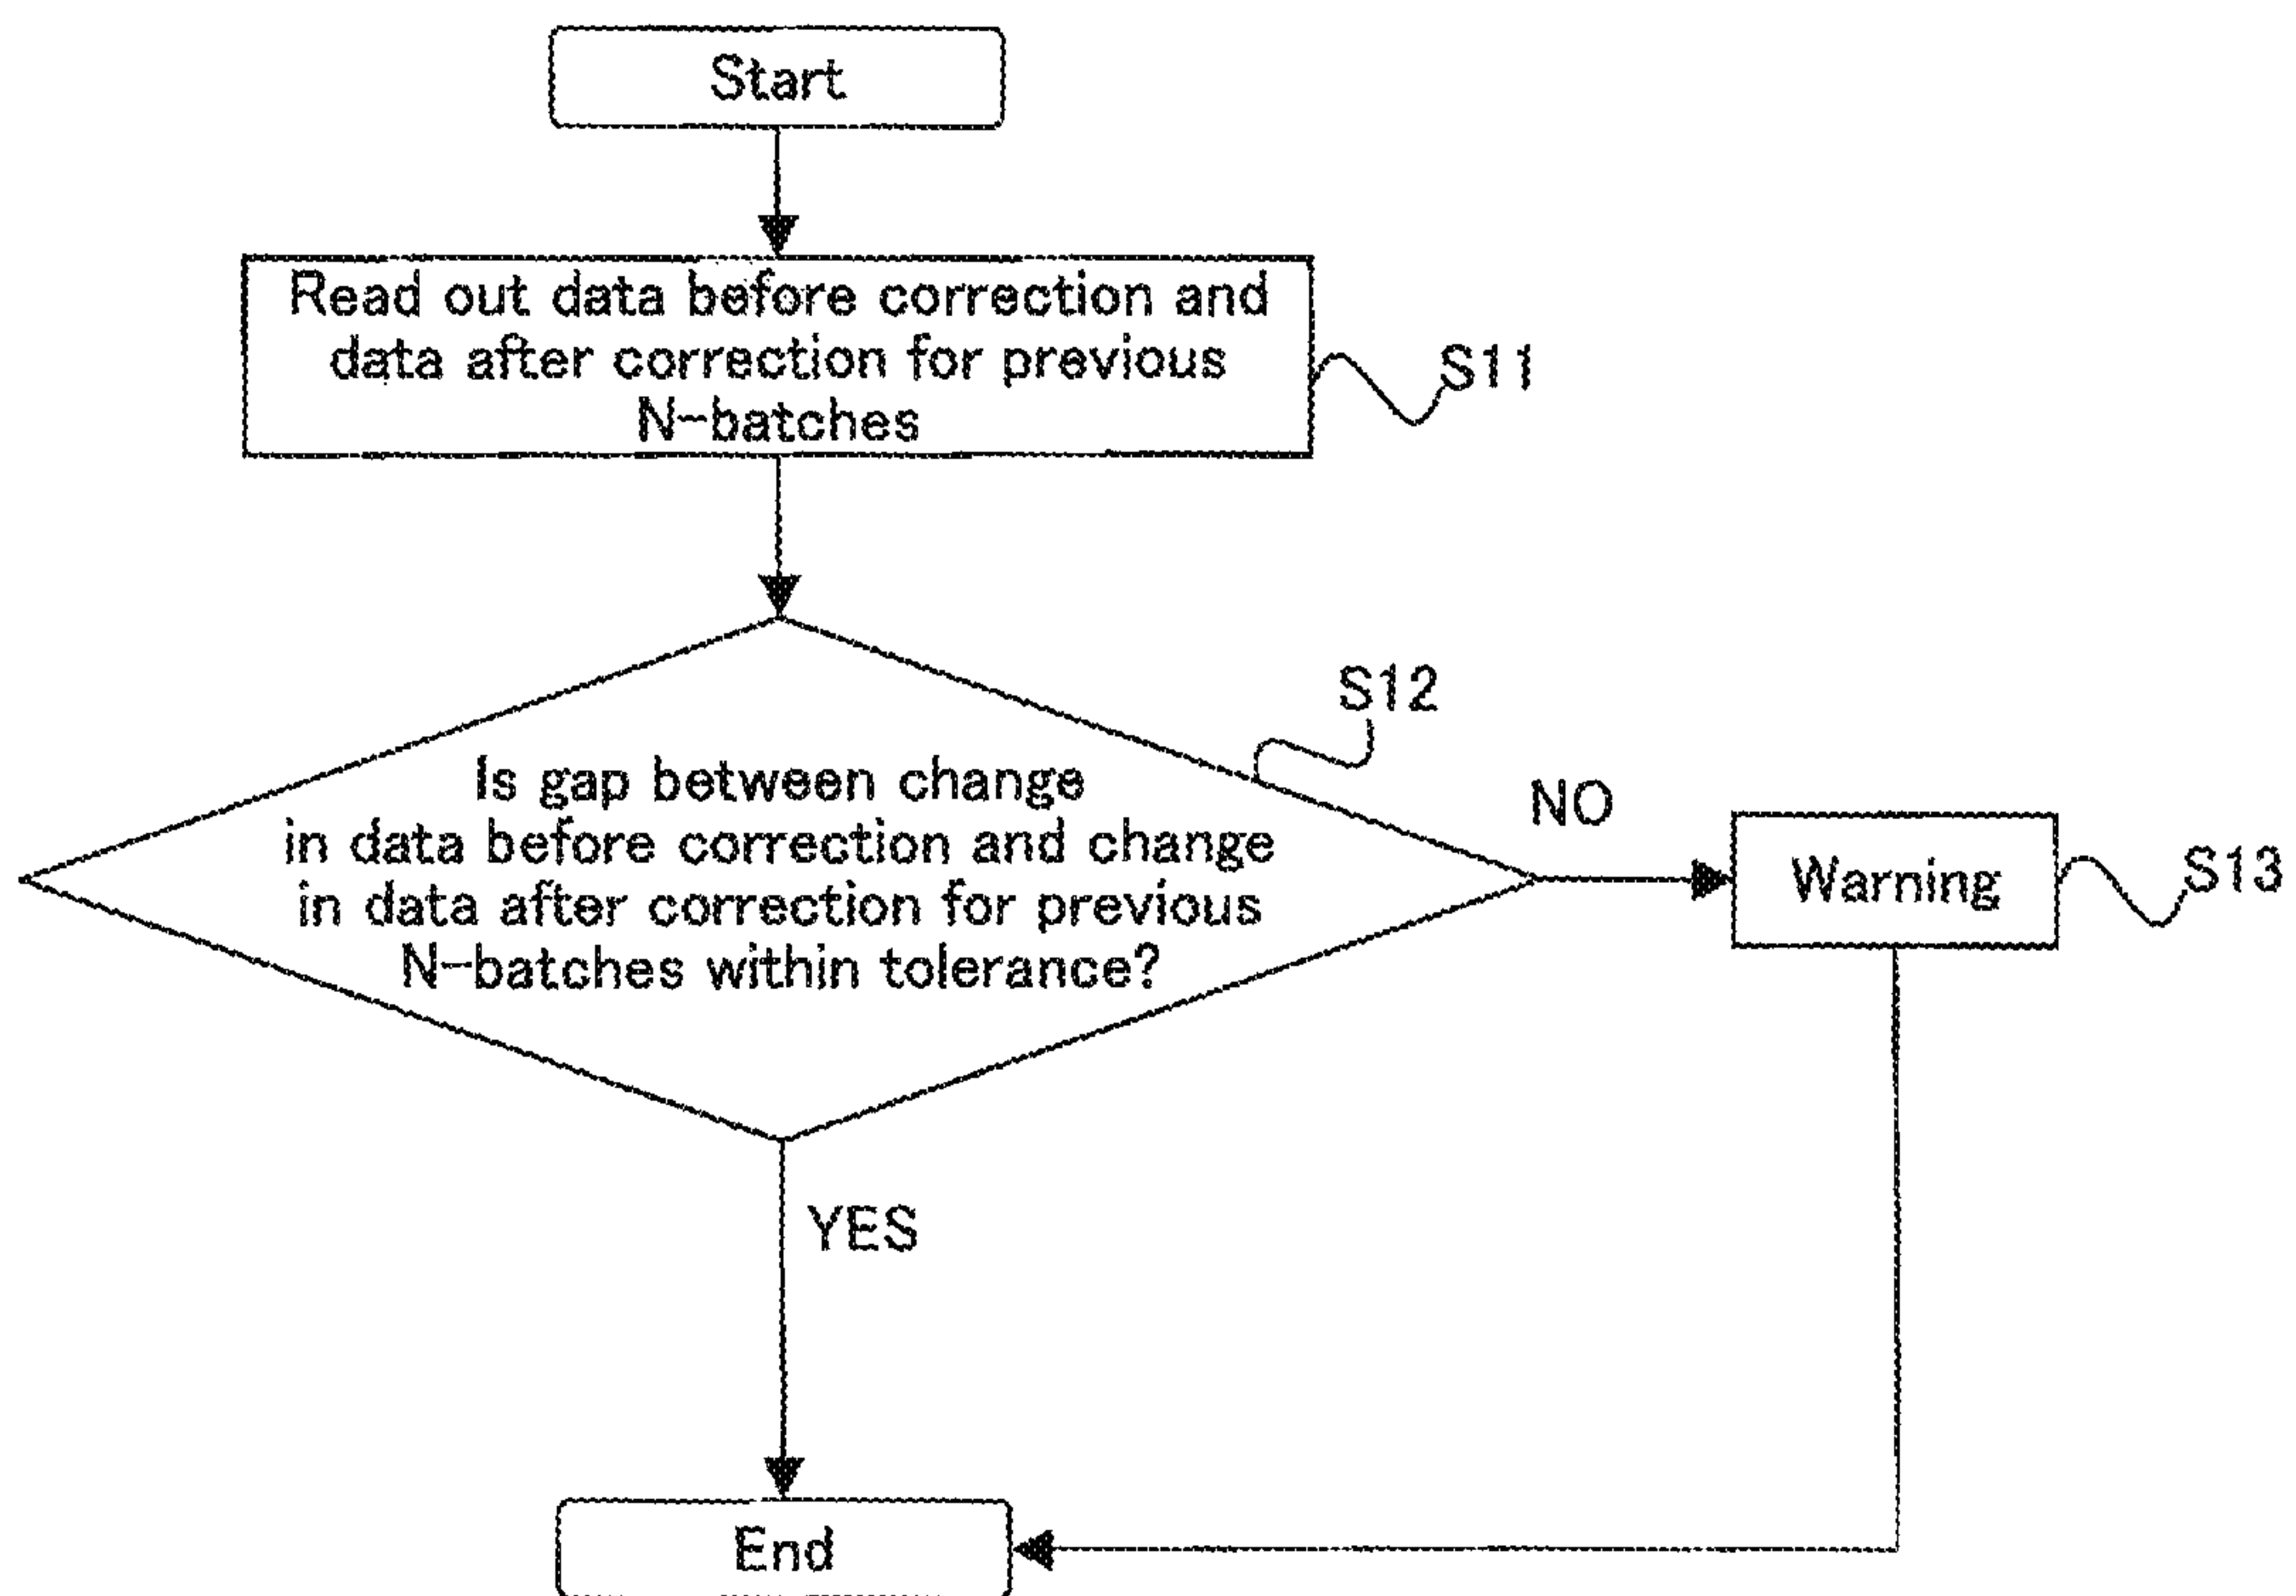 Start
Read out data before correction and
data after correction for previous
N-batches
S11
S12
Is gap between change
in data before correction and change
in data after correction for previous
N-batches within tolerance?
NO
Warning
S13
YES
End